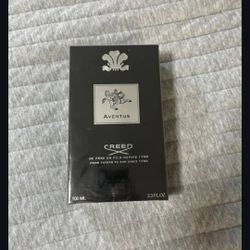 AVENTUS
CREED
DE PÈRE EN FILS DEPUIS 1760
FROM FATHER TO SON SINCE 1760
100 ML
3.3 FL.OZ